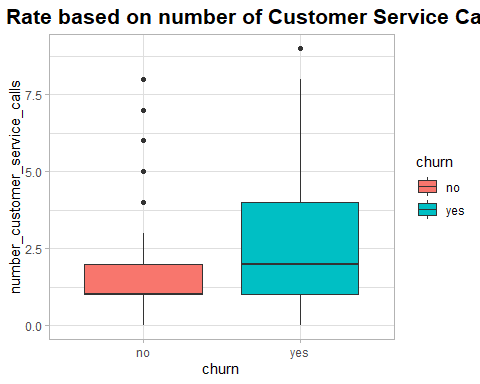 Rate based on number of Customer Service Ca
number_customer_service_calls
7.5
5.0
2.5
0.0
no
yes
churn
churn
no
yes